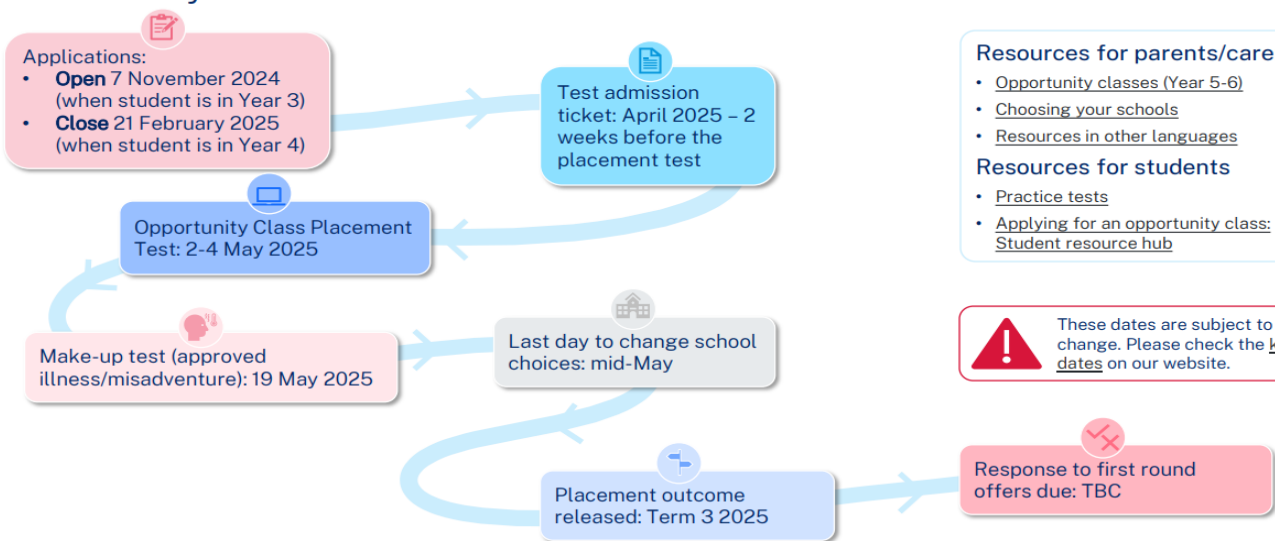 Applications:
• Open 7 November 2024
(when student is in Year 3)
• Close 21 February 2025
(when student is in Year 4)
Test admission
ticket: April 2025 – 2
weeks before the
placement test
Opportunity Class Placement
Test: 2-4 May 2025
Make-up test (approved
illness/misadventure): 19 May 2025
Last day to change school
choices: mid-May
Placement outcome
released: Term 3 2025
Response to first round
offers due: TBC
Resources for parents/care
• Opportunity classes (Year 5-6)
• Choosing your schools
• Resources in other languages
Resources for students
• Practice tests
• Applying for an opportunity class:
Student resource hub
These dates are subject to
change. Please check the k
dates on our website.